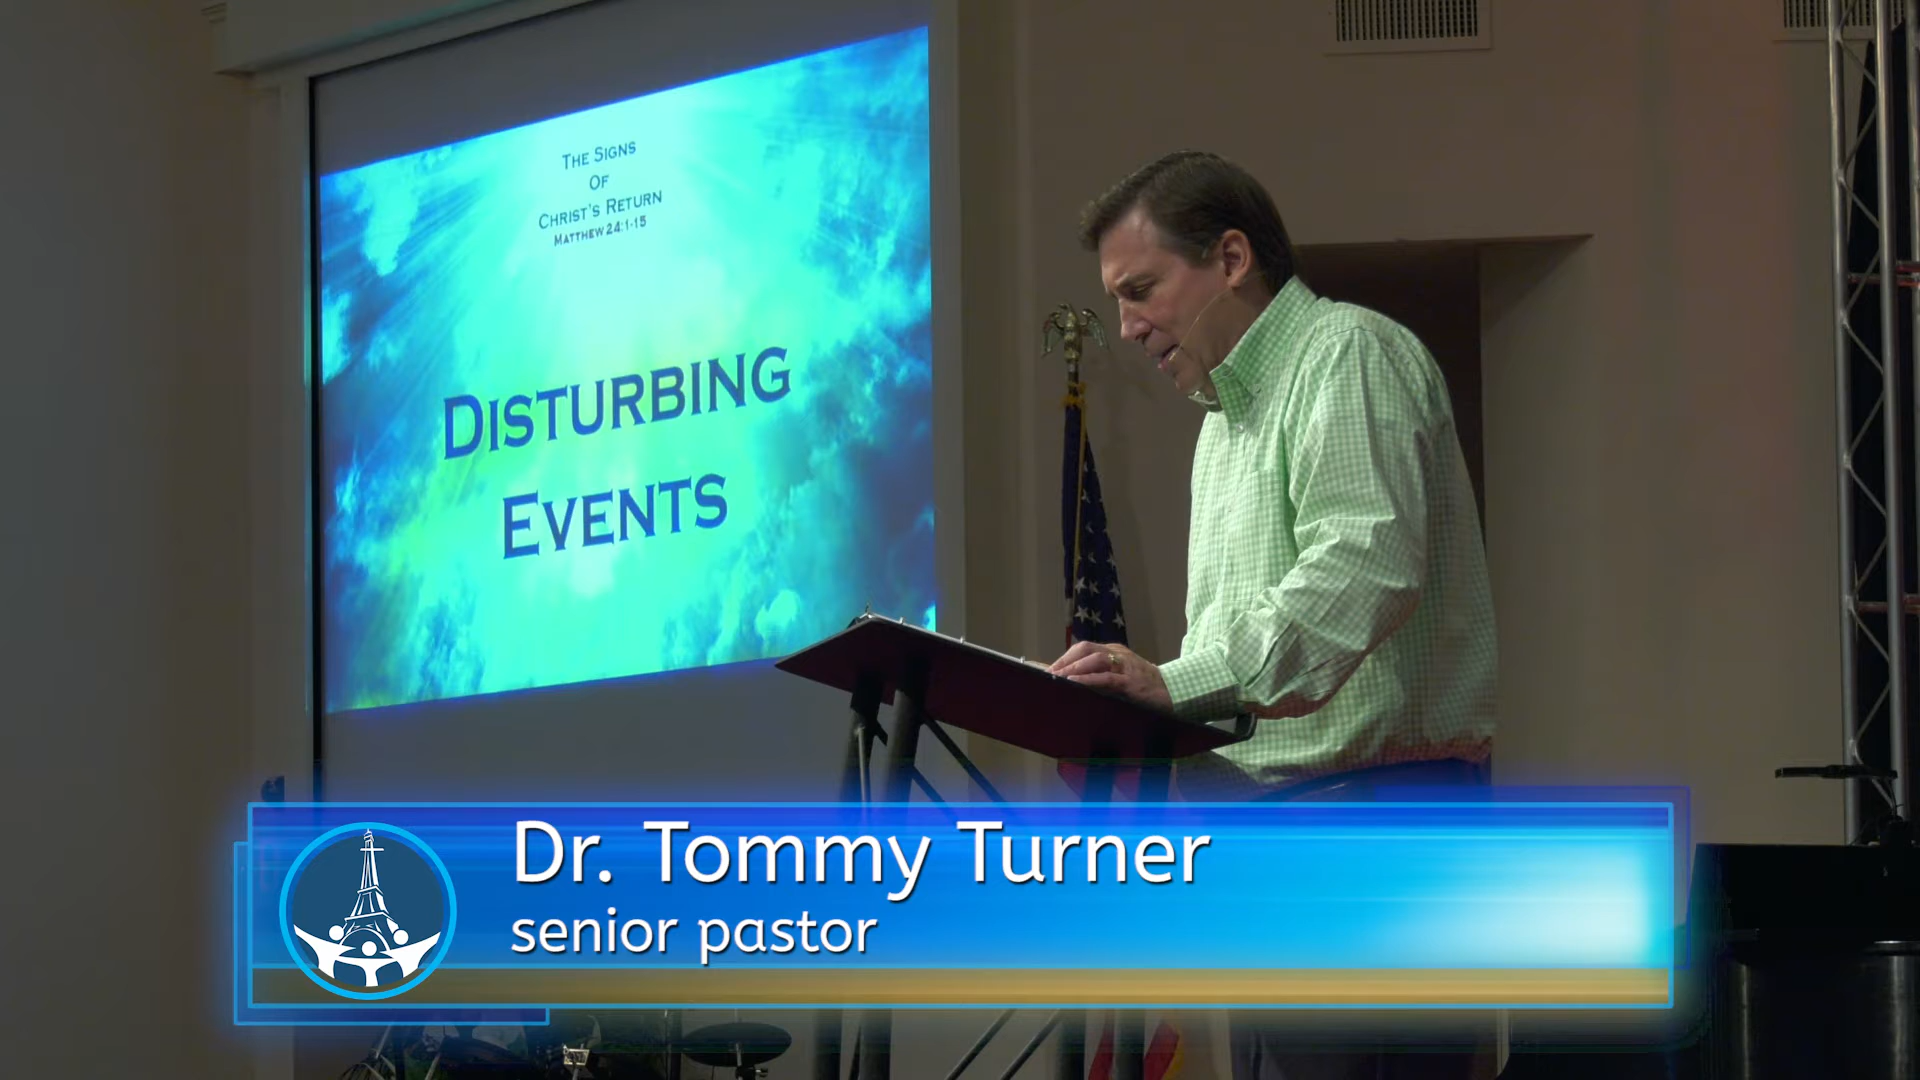 The Signs
Of
Christ's Return
Matthew 24:1-15
Disturbing
Events
Dr. Tommy Turner
senior pastor